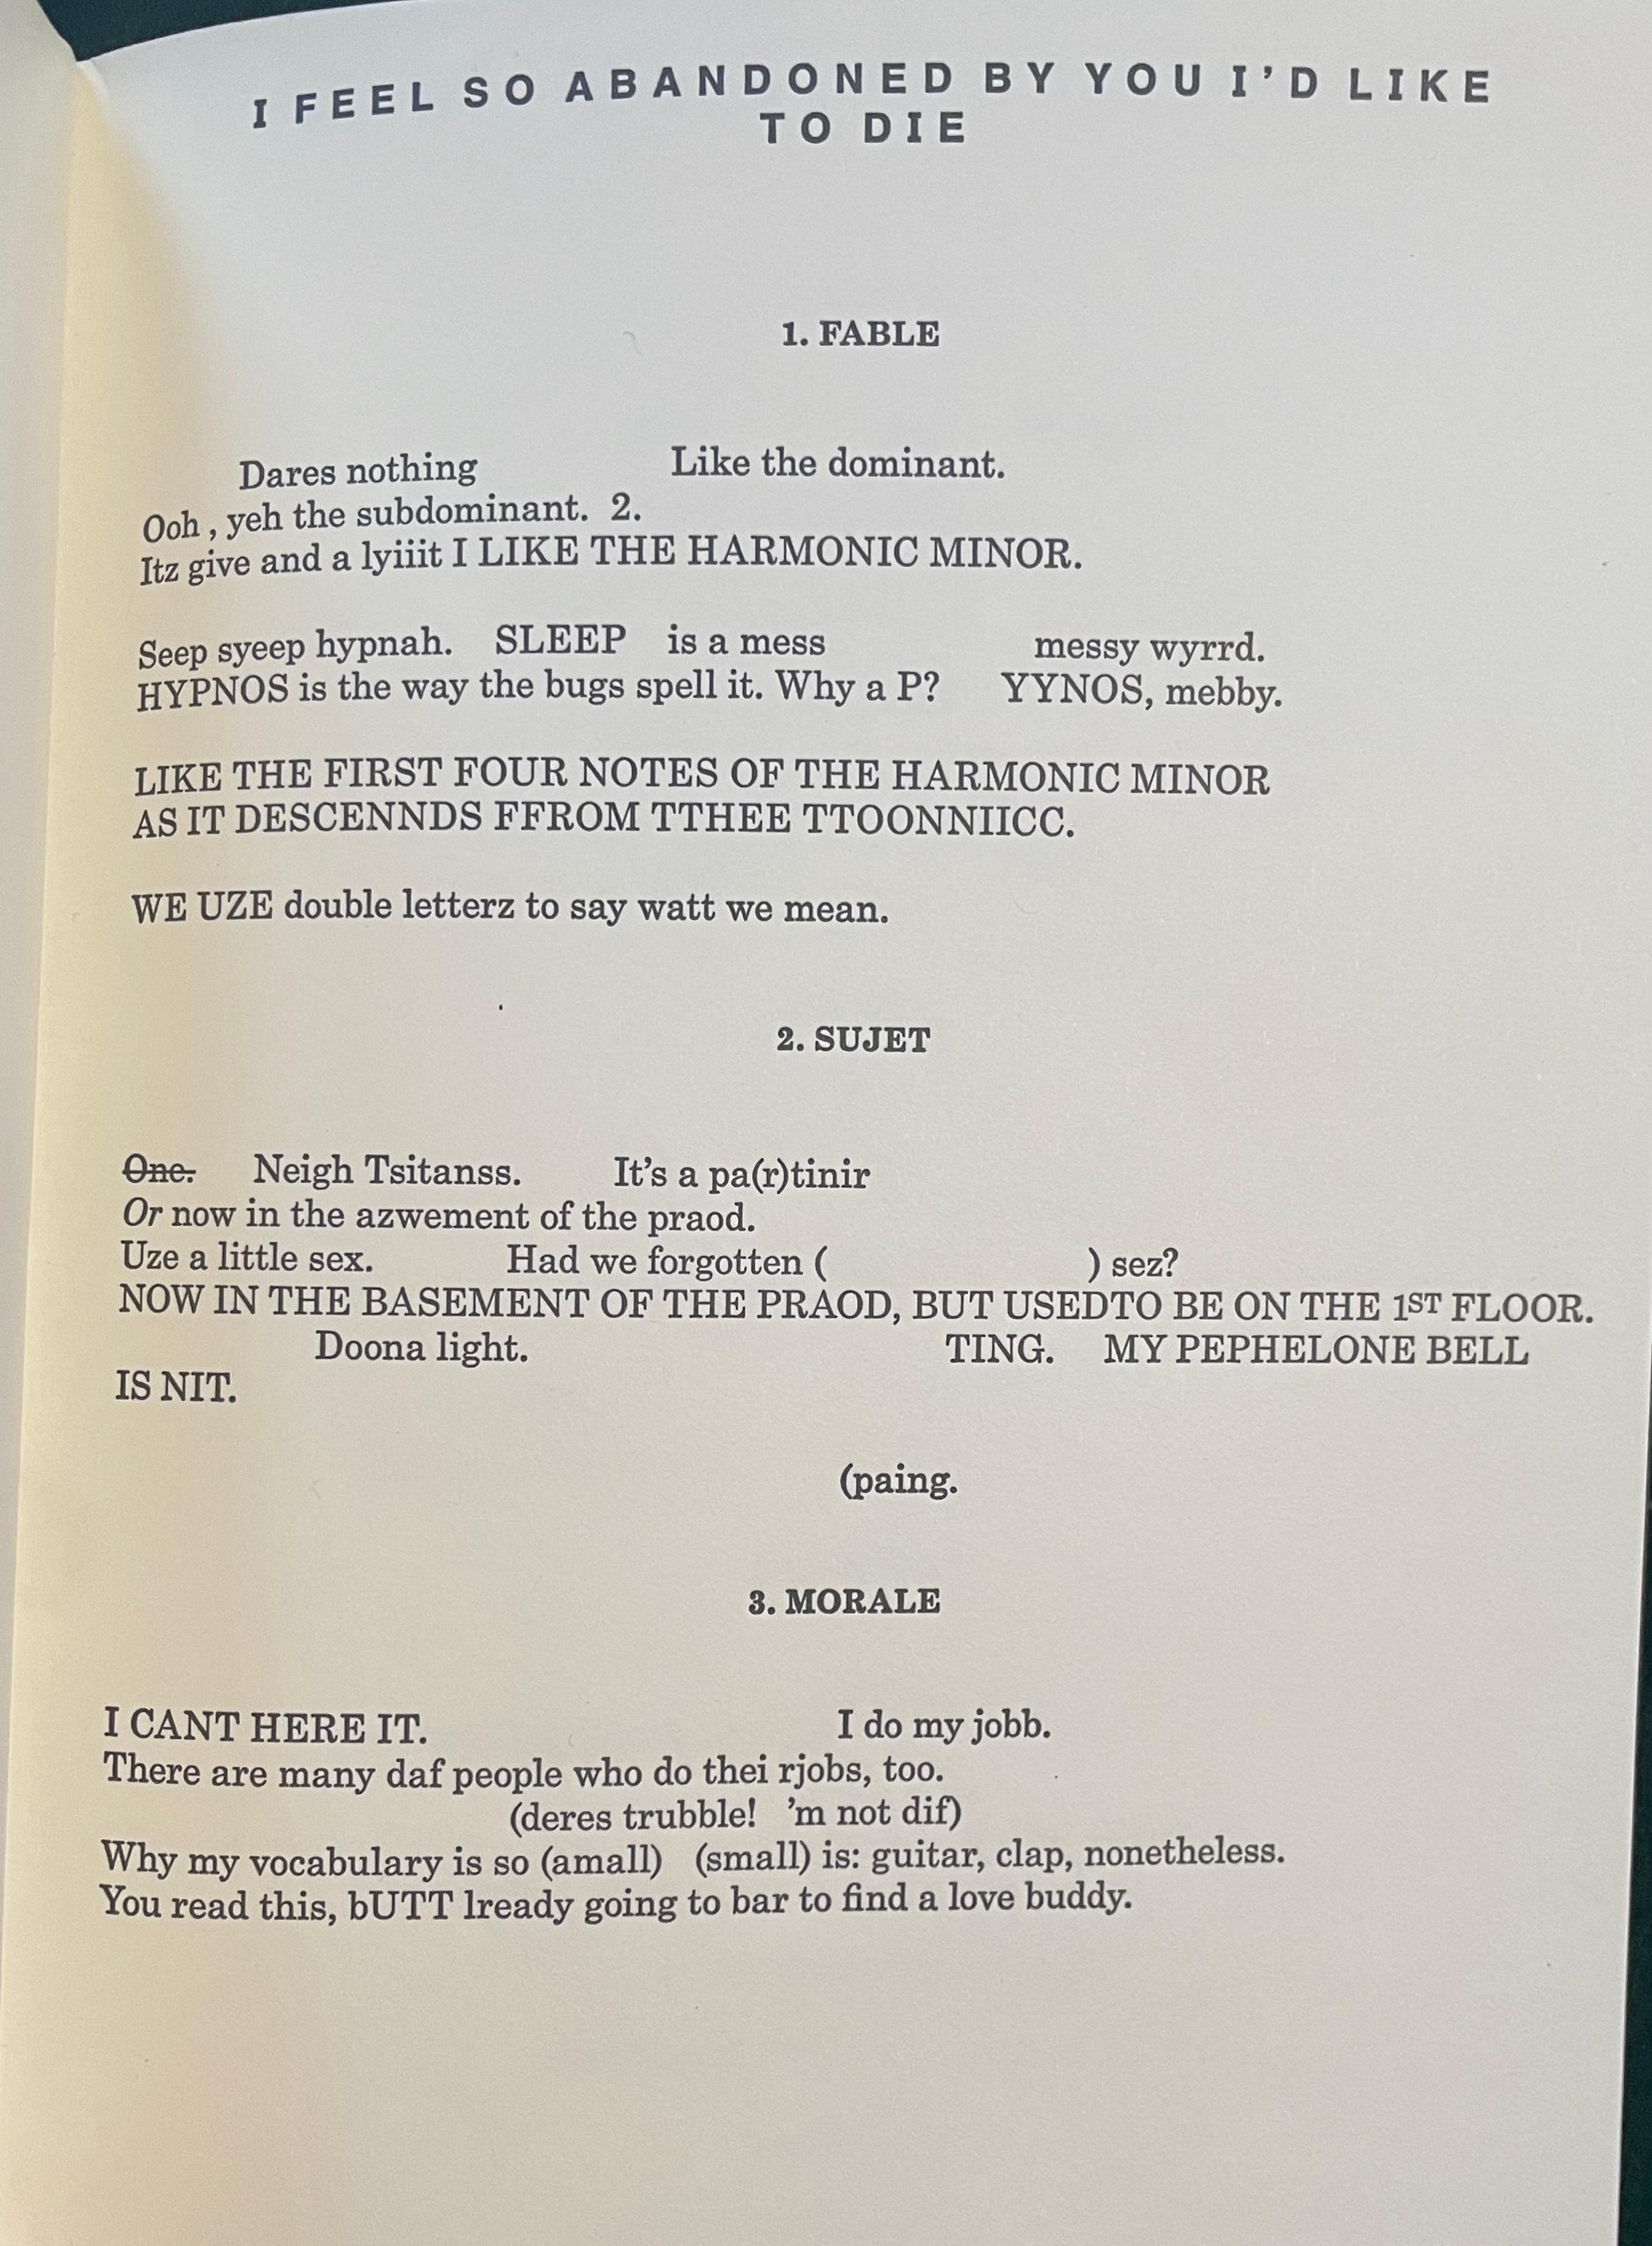 I FEEL SO ABANDONED BY YOU I'D LIKE
TO DIE
1. FABLE
Dares nothing Like the dominant.
Ooh , yeh the subdominant. 2.
Itz give and a lyiiit I LIKE THE HARMONIC MINOR.
Seep syeep hypnah. SLEEP is a mess messy wyrrd.
HYPNOS is the way the bugs spell it. Why a P? YYNOS, mebby.
LIKE THE FIRST FOUR NOTES OF THE HARMONIC MINOR
AS IT DESCENNDS FFROM TTHEE TTOONNIICC.
WE UZE double letterz to say watt we mean.
2. SUJET
One. Neigh Tsitanss. It's a pa(r)tinir
Or now in the azwement of the praod.
Uze a little sex. Had we forgotten ( ) sez?
NOW IN THE BASEMENT OF THE PRAOD, BUT USEDTO BE ON THE 1ST FLOOR.
Doona light. TING. MY PEPHELONE BELL
IS NIT.
(paing.
3. MORALE
I CANT HERE IT. I do my jobb.
There are many daf people who do thei rjobs, too.
(deres trubble! 'm not dif)
Why my vocabulary is so (amall) (small) is: guitar, clap, nonetheless.
You read this, bUTT lready going to bar to find a love buddy.